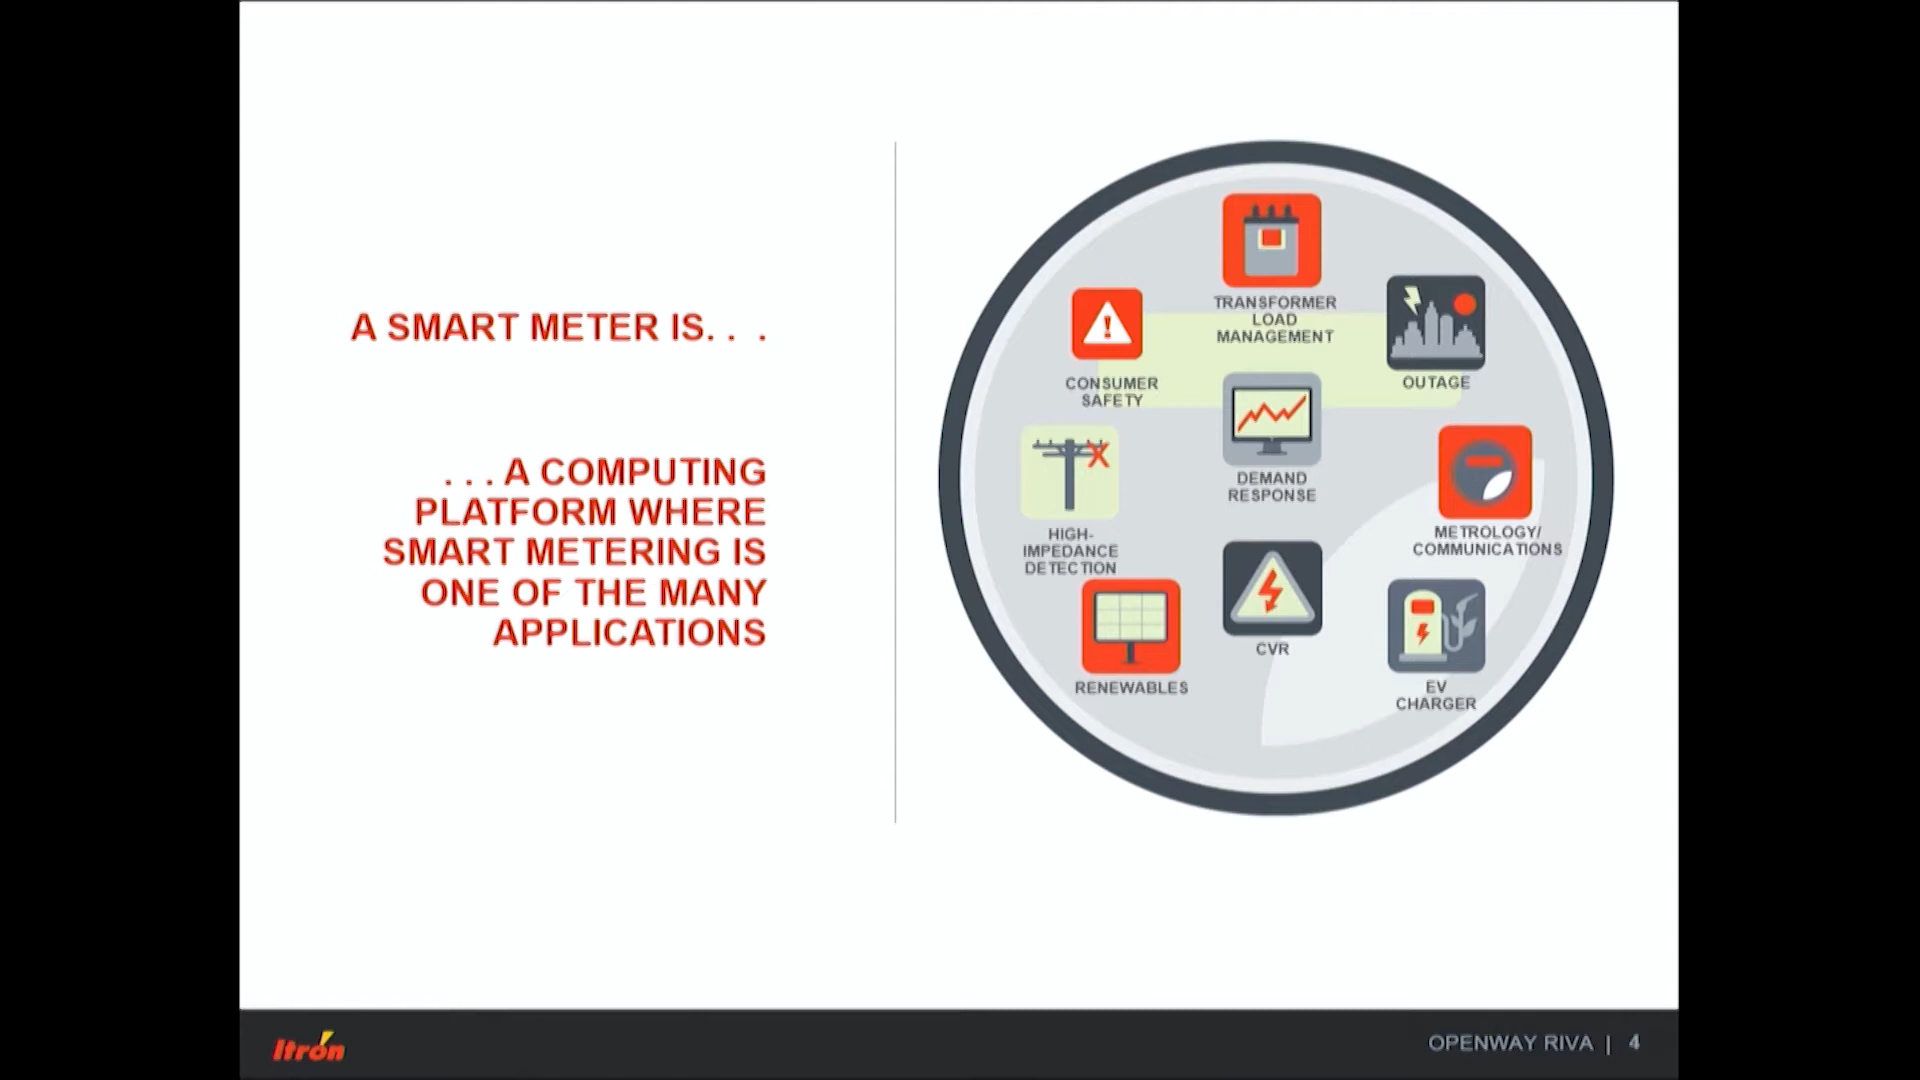 A SMART METER IS. . .
. . . A COMPUTING
PLATFORM WHERE
SMART METERING IS
ONE OF THE MANY
APPLICATIONS
TRANSFORMER
LOAD
MANAGEMENT
CONSUMER
SAFETY
OUTAGE
DEMAND
RESPONSE
HIGH-
IMPEDANCE
DETECTION
METROLOGY/
COMMUNICATIONS
RENEWABLES
CVR
EV
CHARGER
Itron
OPENWAY RIVA | 4